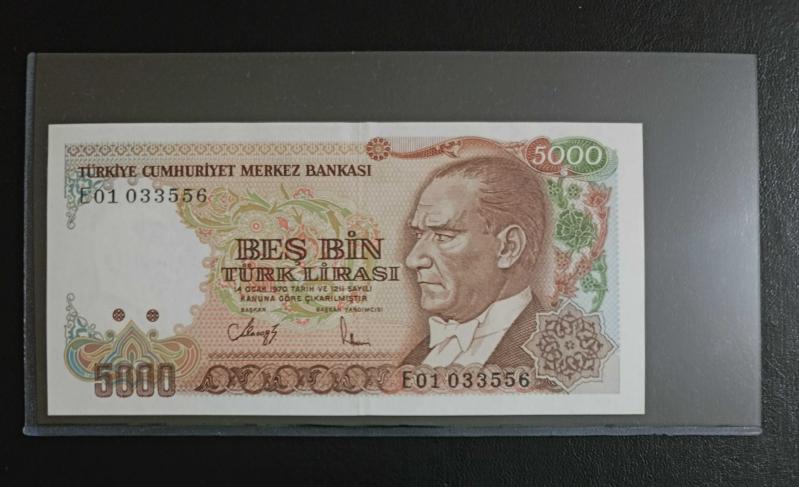 5000
TÜRKİYE CUMHURİYET MERKEZ BANKASI
E01 033556
BEŞ BİN
TÜRK LİRASI
14 OCAK 1970 TARİH VE 1211 SAYILI
KANUNA GÖRE ÇIKARILMIŞTIR
BAŞKAN BAŞKAN YARDIMCISI
5000
E01 033556